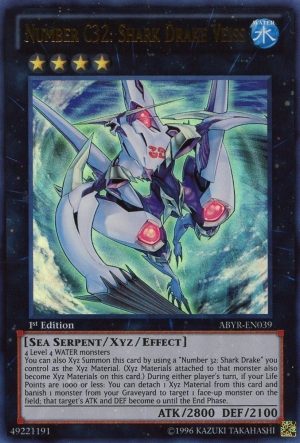 NUMBER C32: SHARK DRAKE VEISS
WATER
水
32
ABYR-EN039
1st Edition
[SEA SERPENT/XYZ/EFFECT]
4 Level 4 WATER monsters
You can also Xyz Summon this card by using a "Number 32: Shark Drake" you
control as the Xyz Material. (Xyz Materials attached to that monster also
become Xyz Materials on this card.) During either player's turn, if your Life
Points are 1000 or less: You can detach 1 Xyz Material from this card and
banish 1 monster from your Graveyard to target 1 face-up monster on the
field; that target's ATK and DEF become 0 until the End Phase.
ATK/2800 DEF/2100
49221191
©1996 KAZUKI TAKAHASHI